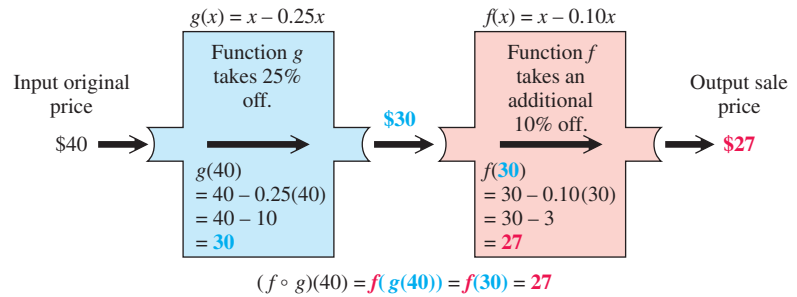 g(x) = x – 0.25x
f(x) = x – 0.10x
Input original
price
$40
Function g
takes 25%
off.
g(40)
= 40 – 0.25(40)
= 40 – 10
= 30
$30
Function f
takes an
additional
10% off.
f(30)
= 30 – 0.10(30)
= 30 – 3
= 27
Output sale
price
$27
(f ∘ g)(40) = f( g(40)) = f(30) = 27